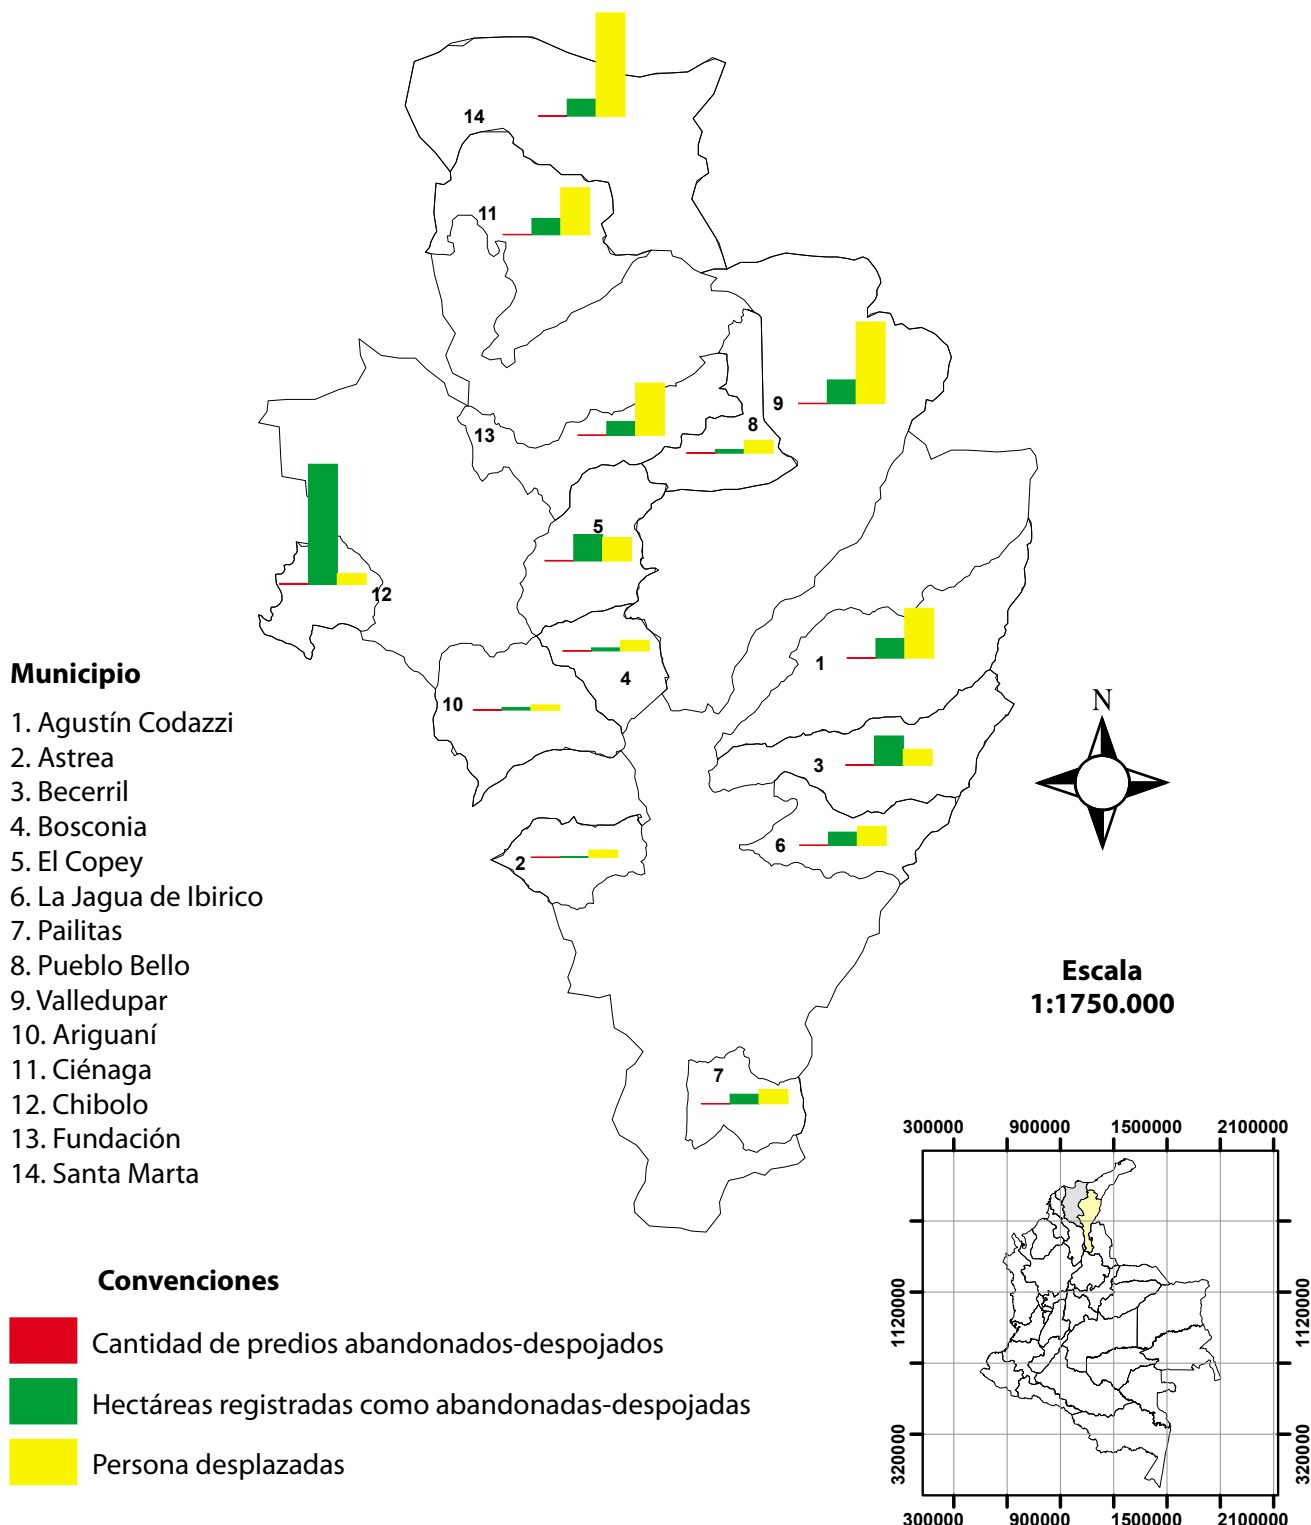 14
11
9
8
13
5
12
1
4
10
3
6
2
7
Municipio
1. Agustín Codazzi
2. Astrea
3. Becerril
4. Bosconia
5. El Copey
6. La Jagua de Ibirico
7. Pailitas
8. Pueblo Bello
9. Valledupar
10. Ariguaní
11. Ciénaga
12. Chibolo
13. Fundación
14. Santa Marta
N
Escala
1:1750.000
Convenciones
Cantidad de predios abandonados-despojados
Hectáreas registradas como abandonadas-despojadas
Persona desplazadas
300000 900000 1500000 2100000
1120000
320000
1120000
320000
300000 900000 1500000 2100000